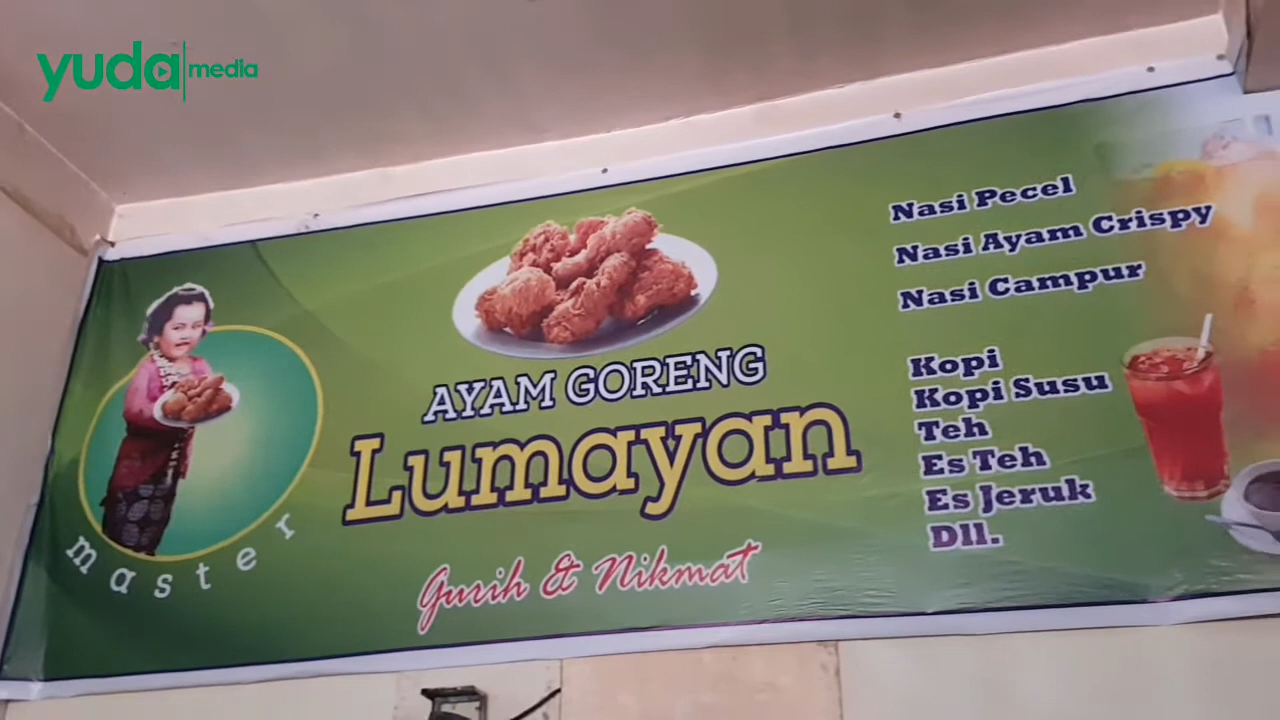 yuda media
master
AYAM GORENG
Lumayan
Gurih & Nikmat
Nasi Pecel
Nasi Ayam Crispy
Nasi Campur
Kopi
Kopi Susu
Teh
Es Teh
Es Jeruk
Dll.